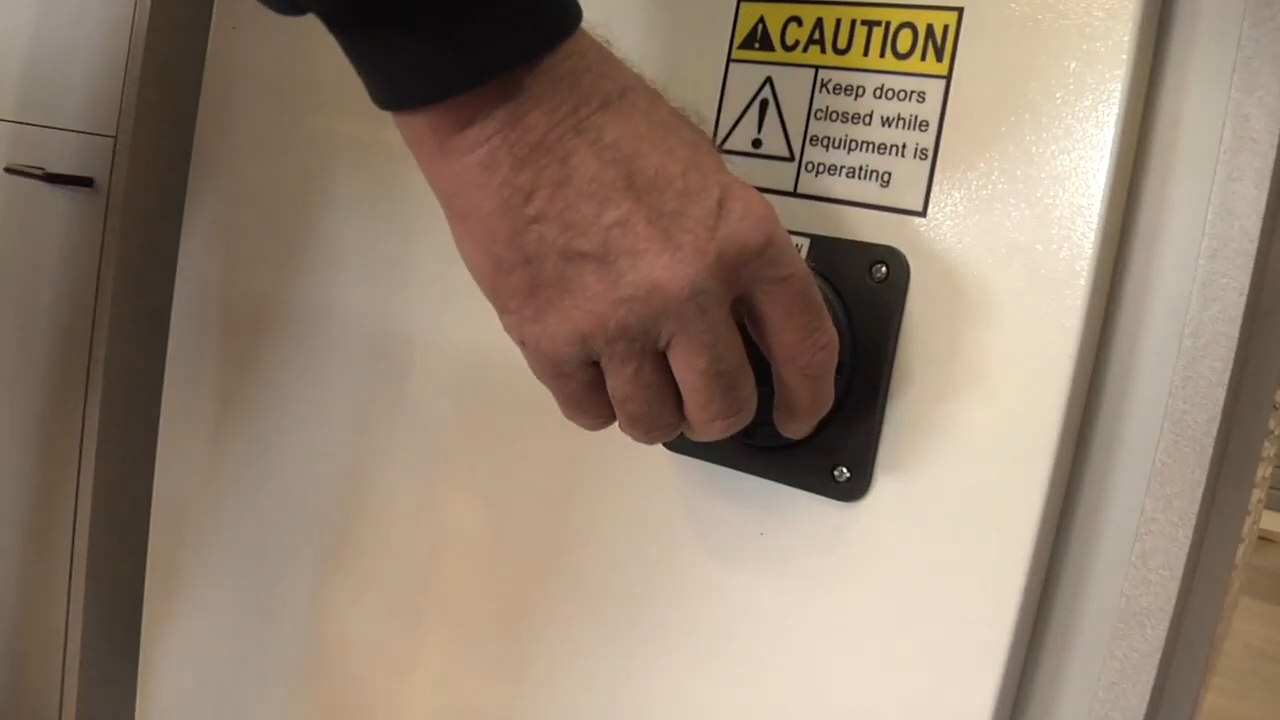 CAUTION
Keep doors
closed while
equipment is
operating